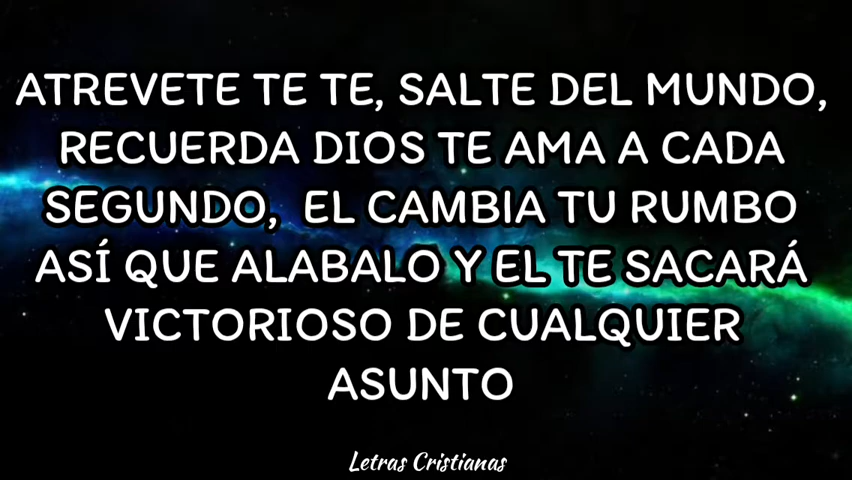 ATREVETE TE TE, SALTE DEL MUNDO,
RECUERDA DIOS TE AMA A CADA
SEGUNDO,  EL CAMBIA TU RUMBO
ASÍ QUE ALABALO Y EL TE SACARÁ
VICTORIOSO DE CUALQUIER
ASUNTO
Letras Cristianas